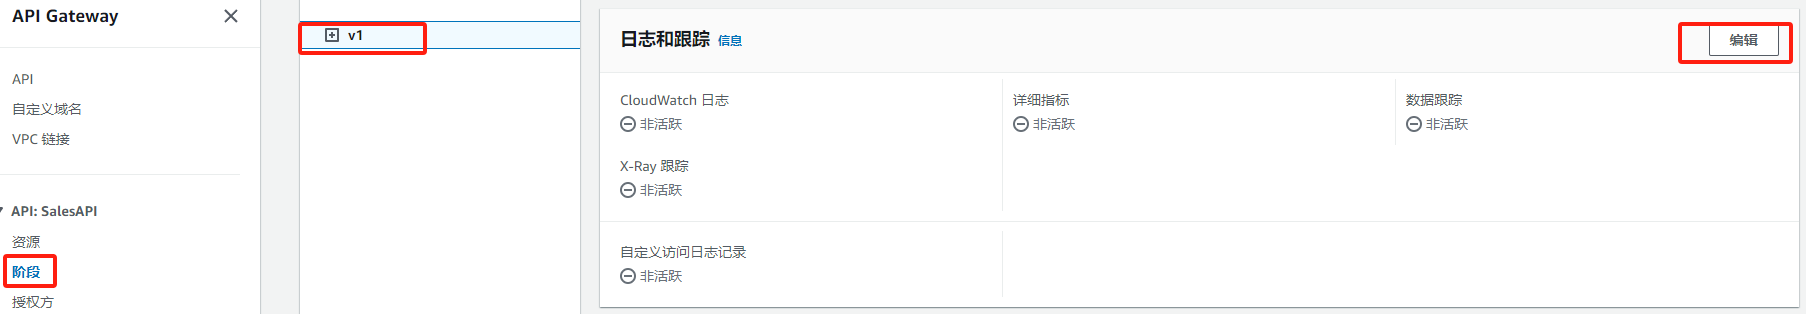 API Gateway
API
自定义域名
VPC 链接
API: SalesAPI
资源
阶段
授权方
v1
日志和跟踪 信息
编辑
CloudWatch 日志
非活跃
详细指标
非活跃
数据跟踪
非活跃
X-Ray 跟踪
非活跃
自定义访问日志记录
非活跃